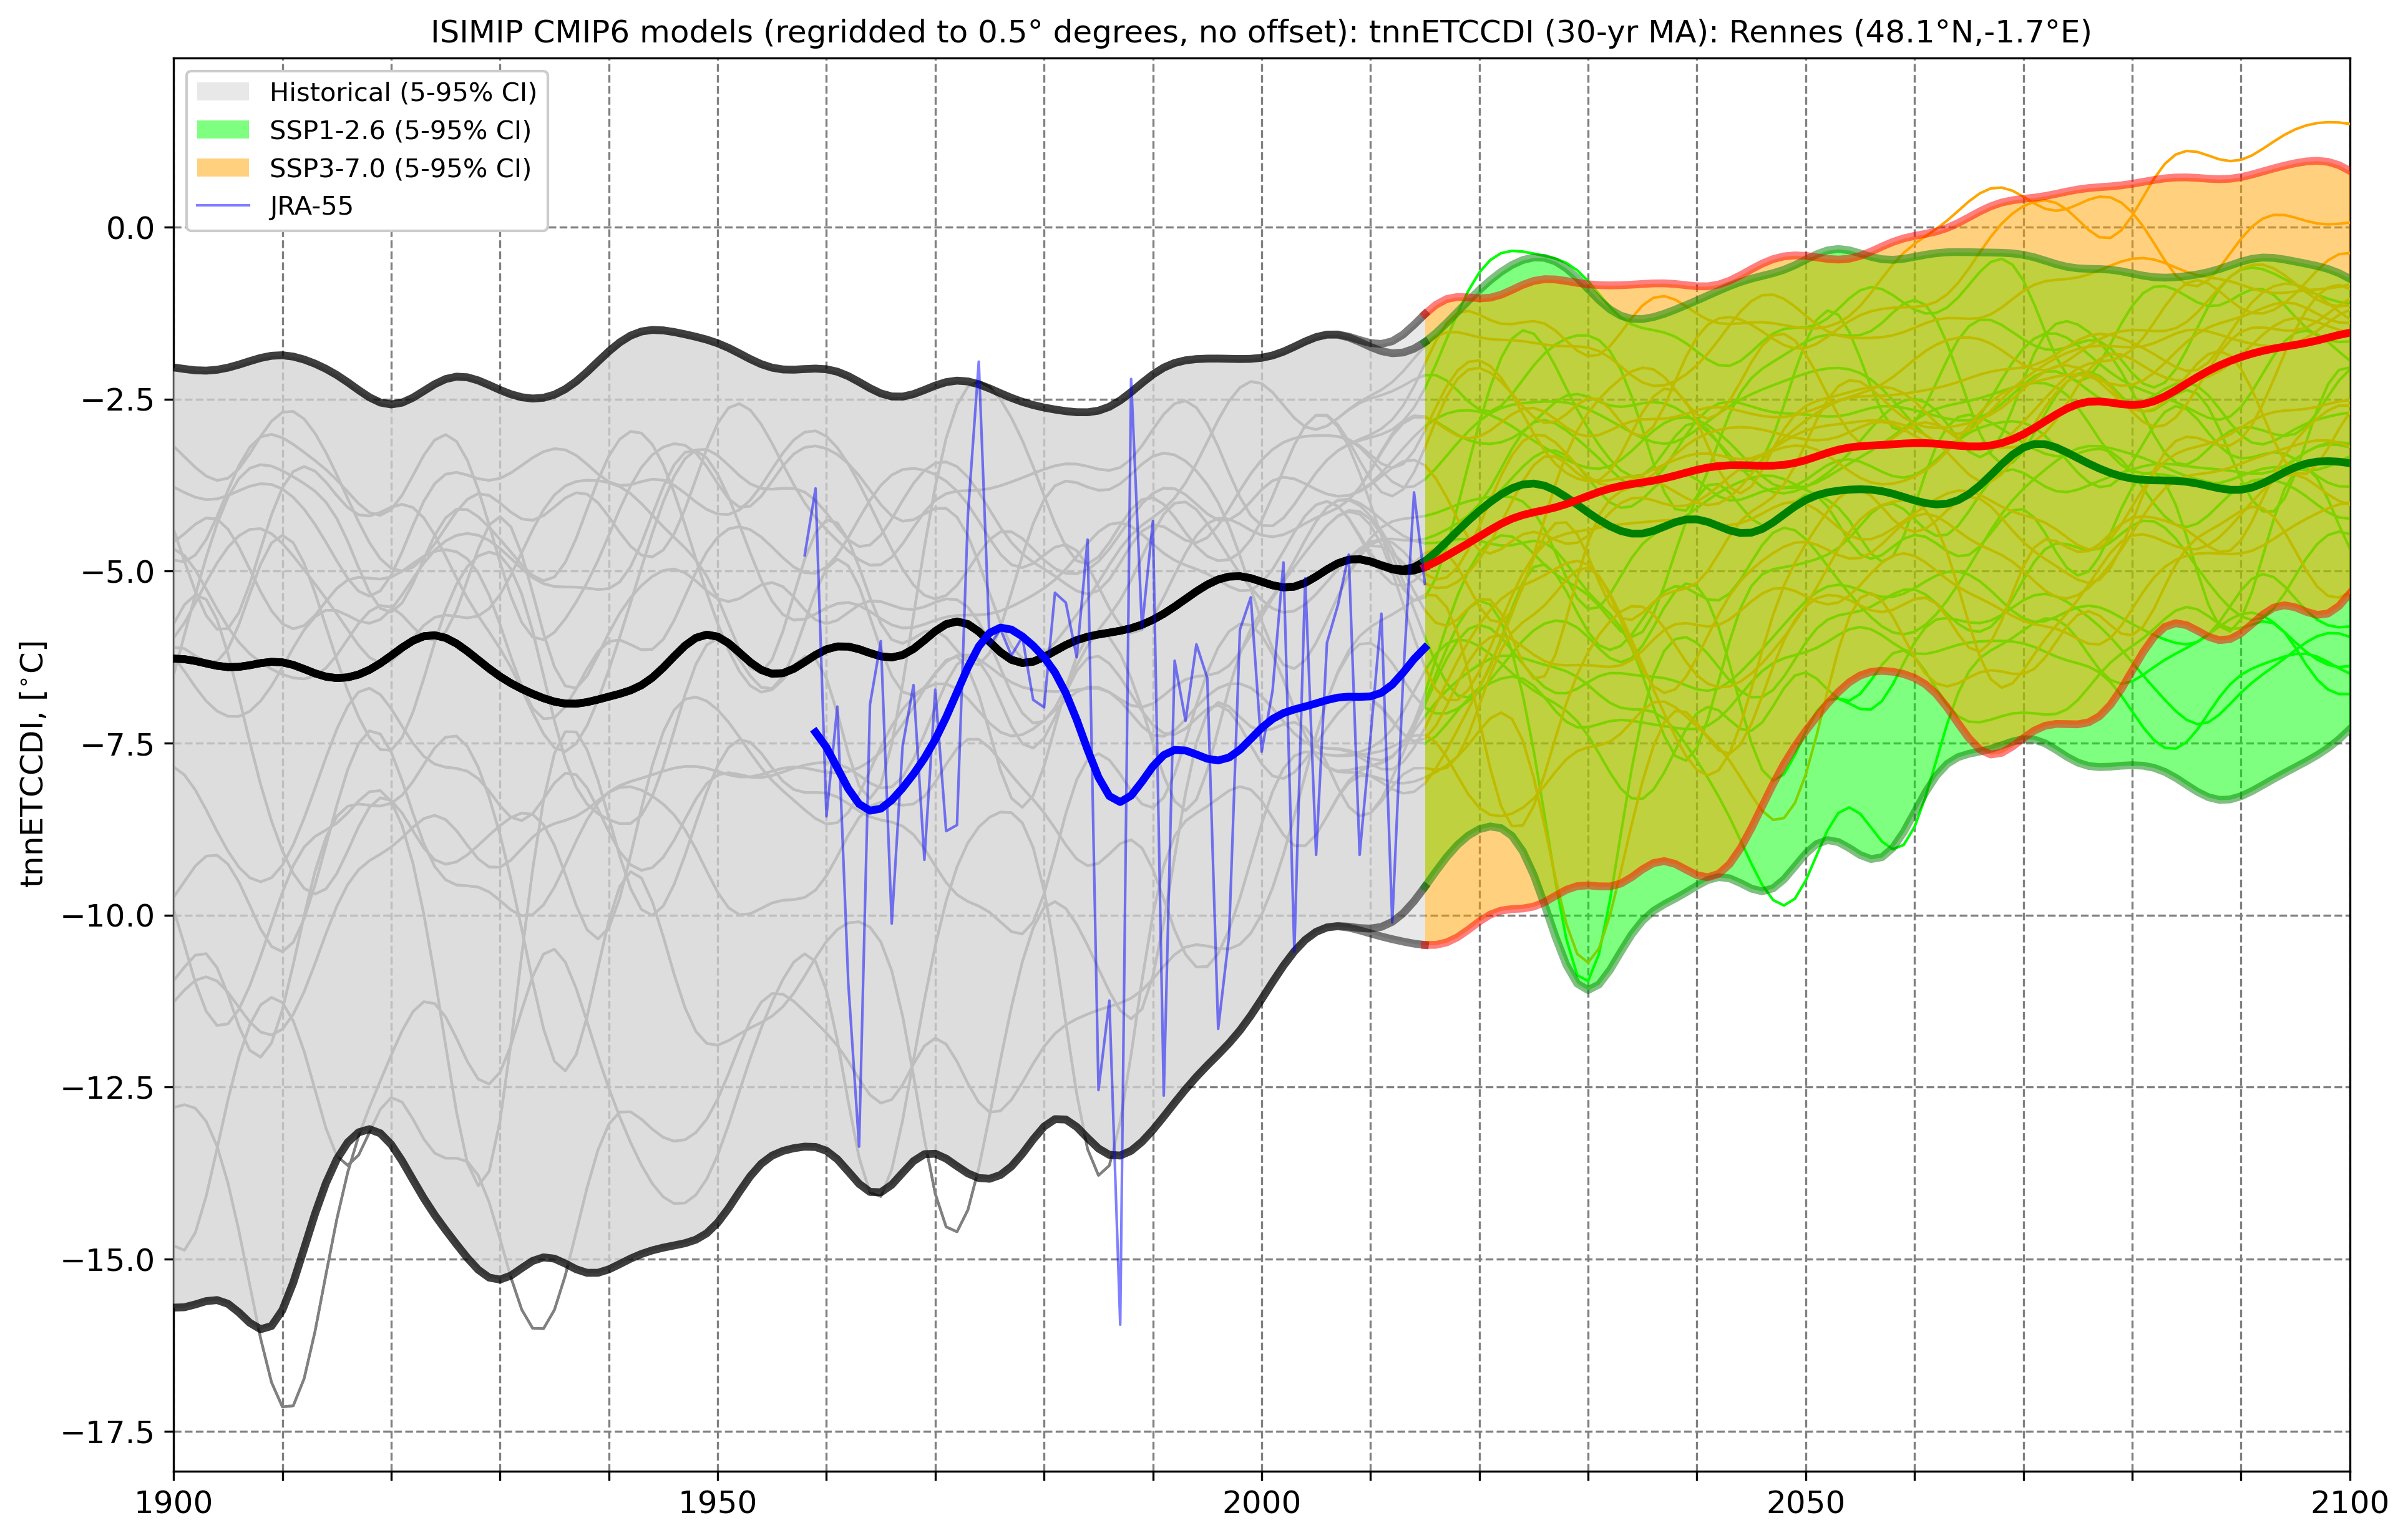 ISIMIP CMIP6 models (regridded to 0.5° degrees, no offset): tnnETCCDI (30-yr MA): Rennes (48.1°N,-1.7°E)
Historical (5-95% CI)
SSP1-2.6 (5-95% CI)
SSP3-7.0 (5-95% CI)
JRA-55
tnnETCCDI, [°C]
0.0
−2.5
−5.0
−7.5
−10.0
−12.5
−15.0
−17.5
1900
1950
2000
2050
2100